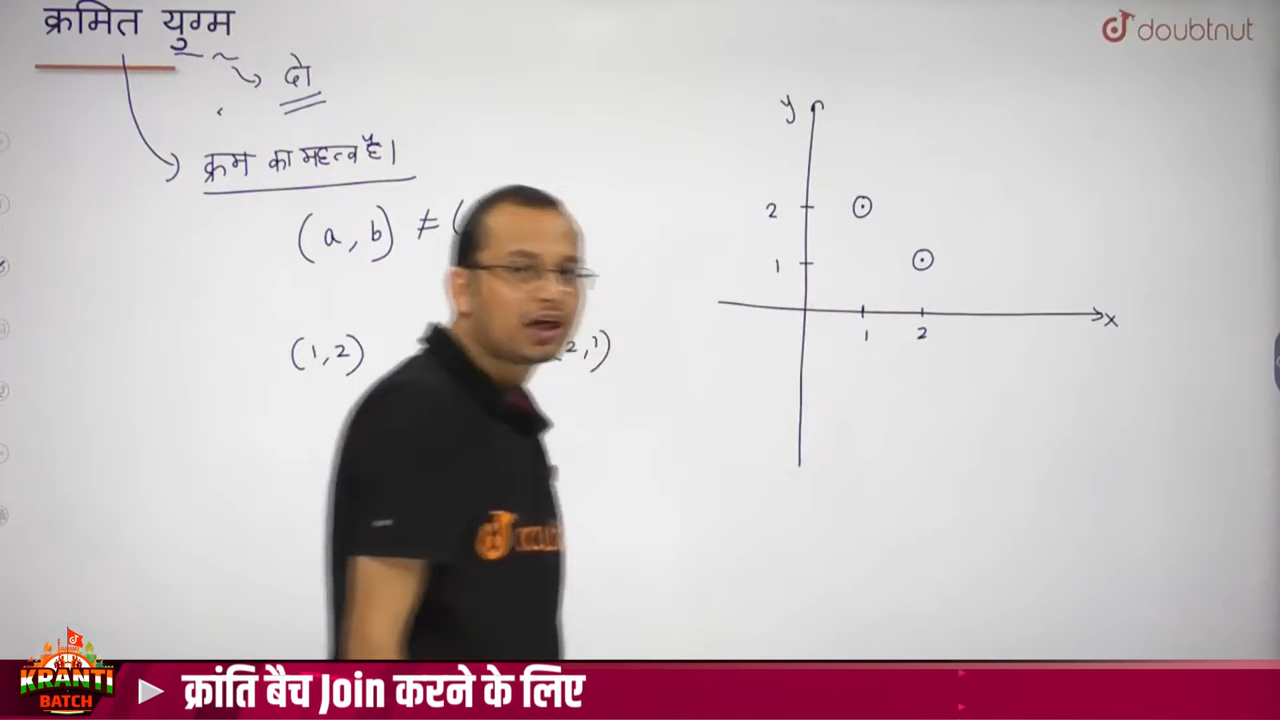 क्रमित युग्म
doubtnut
दो
क्रम का महत्व है।
(a, b) ≠ (
(1, 2)
2, 1)
y
2
1
1
2
x
KRANTI
BATCH
क्रांति बैच Join करने के लिए